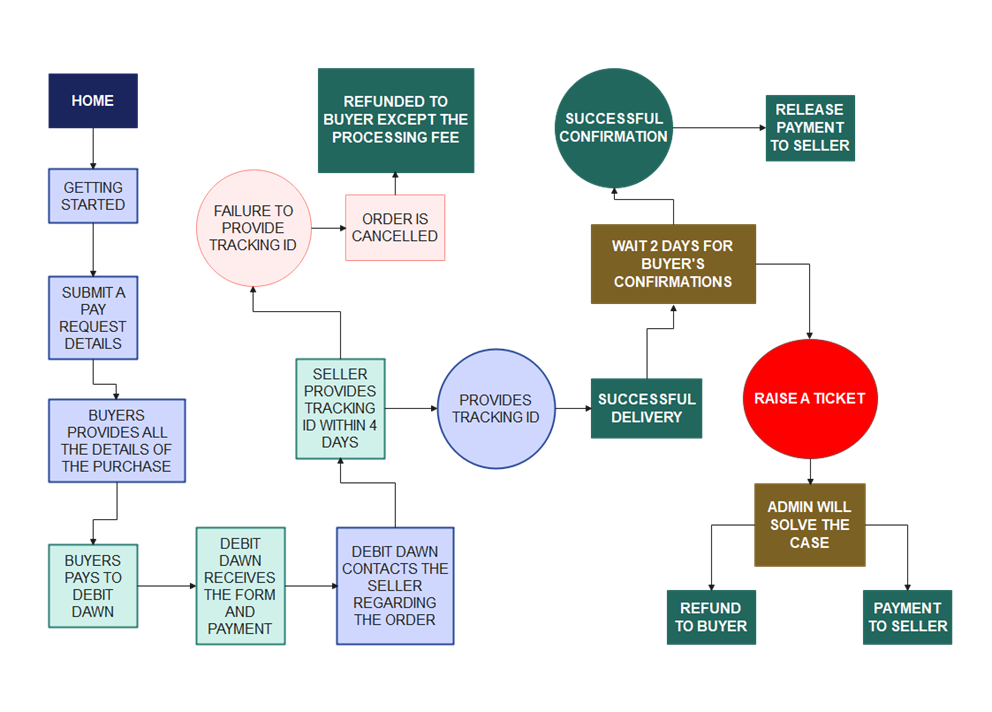 HOME
GETTING
STARTED
SUBMIT A
PAY
REQUEST
DETAILS
BUYERS
PROVIDES ALL
THE DETAILS OF
THE PURCHASE
BUYERS
PAYS TO
DEBIT
DAWN
DEBIT
DAWN
RECEIVES
THE FORM
AND
PAYMENT
DEBIT DAWN
CONTACTS THE
SELLER
REGARDING
THE ORDER
SELLER
PROVIDES
TRACKING
ID WITHIN 4
DAYS
FAILURE TO
PROVIDE
TRACKING ID
ORDER IS
CANCELLED
REFUNDED TO
BUYER EXCEPT THE
PROCESSING FEE
PROVIDES
TRACKING ID
SUCCESSFUL
DELIVERY
WAIT 2 DAYS FOR
BUYER'S
CONFIRMATIONS
SUCCESSFUL
CONFIRMATION
RELEASE
PAYMENT
TO SELLER
RAISE A TICKET
ADMIN WILL
SOLVE THE
CASE
REFUND
TO BUYER
PAYMENT
TO SELLER